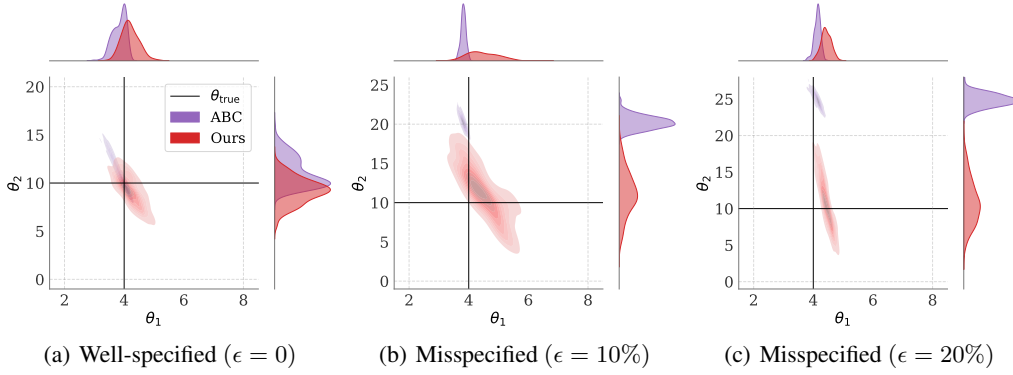 20
15
10
5
0
θ₂
2
4
6
8
θ₁
θtrue
ABC
Ours
(a) Well-specified (ϵ = 0)
20
15
10
5
0
θ₂
2
4
6
8
θ₁
(b) Misspecified (ϵ = 10%)
25
20
15
10
5
0
θ₂
2
4
6
8
θ₁
(c) Misspecified (ϵ = 20%)